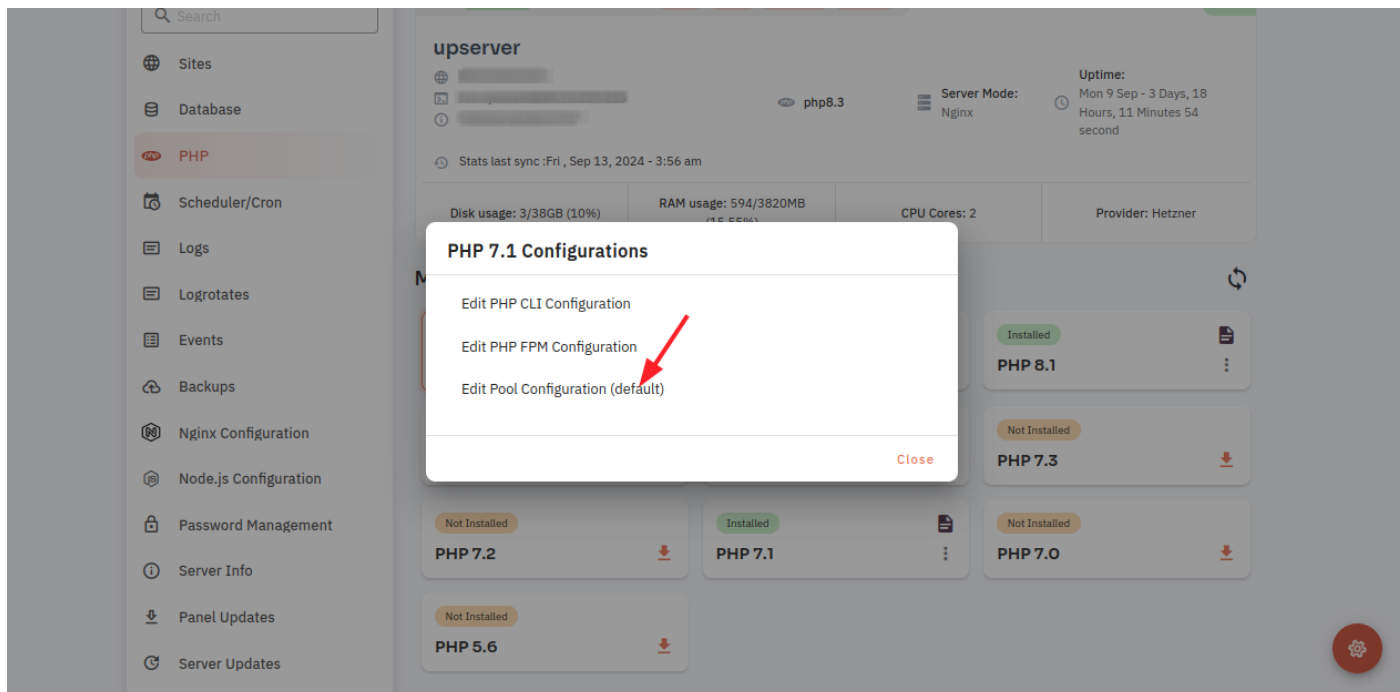 Search
Sites
Database
PHP
Scheduler/Cron
Logs
Logrotates
Events
Backups
Nginx Configuration
Node.js Configuration
Password Management
Server Info
Panel Updates
Server Updates
upserver
php8.3
Server Mode:
Nginx
Uptime:
Mon 9 Sep - 3 Days, 18
Hours, 11 Minutes 54
second
Stats last sync :Fri , Sep 13, 2024 - 3:56 am
Disk usage: 3/38GB (10%)
RAM usage: 594/3820MB
(15.55%)
CPU Cores: 2
Provider: Hetzner
PHP 7.1 Configurations
Edit PHP CLI Configuration
Edit PHP FPM Configuration
Edit Pool Configuration (default)
Close
Installed
PHP 8.1
Not Installed
PHP 7.3
Not Installed
PHP 7.2
Installed
PHP 7.1
Not Installed
PHP 7.0
Not Installed
PHP 5.6